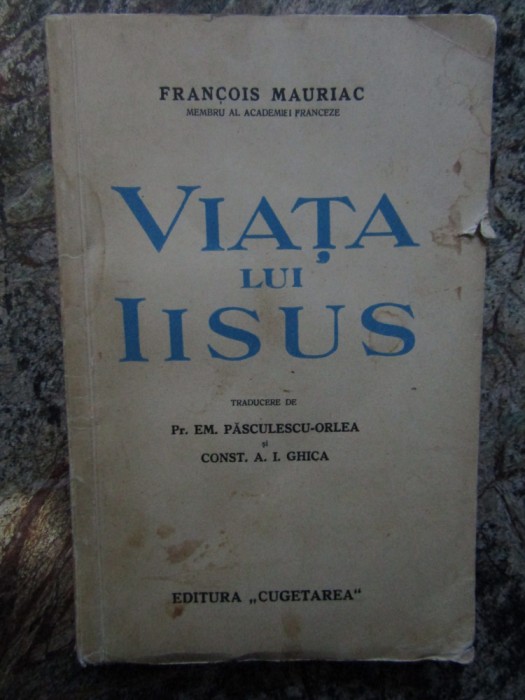 FRANÇOIS MAURIAC
MEMBRU AL ACADEMIEI FRANCEZE
VIAȚA
LUI
IISUS
TRADUCERE DE
Pr. EM. PĂSCULESCU-ORLEA
și
CONST. A. I. GHICA
EDITURA „CUGETAREA"